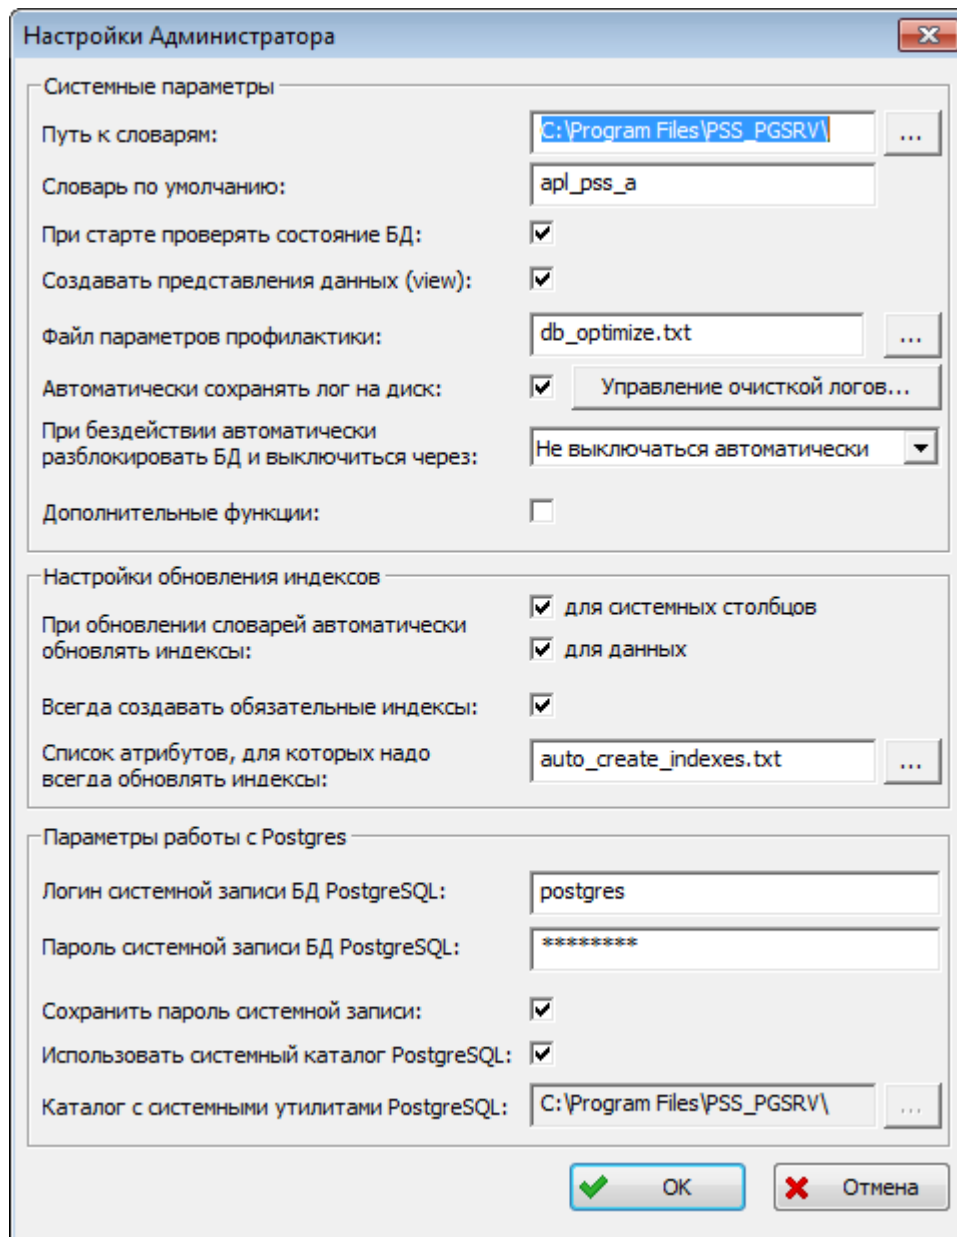 Настройки Администратора
Системные параметры
Путь к словарям:
C:\Program Files\PSS_PGSRV\
...
Словарь по умолчанию:
apl_pss_a
При старте проверять состояние БД:
Создавать представления данных (view):
Файл параметров профилактики:
db_optimize.txt
...
Автоматически сохранять лог на диск:
Управление очисткой логов...
При бездействии автоматически
разблокировать БД и выключиться через:
Не выключаться автоматически
Дополнительные функции:
Настройки обновления индексов
При обновлении словарей автоматически
обновлять индексы:
для системных столбцов
для данных
Всегда создавать обязательные индексы:
Список атрибутов, для которых надо
всегда обновлять индексы:
auto_create_indexes.txt
...
Параметры работы с Postgres
Логин системной записи БД PostgreSQL:
postgres
Пароль системной записи БД PostgreSQL:
********
Сохранить пароль системной записи:
Использовать системный каталог PostgreSQL:
Каталог с системными утилитами PostgreSQL:
C:\Program Files\PSS_PGSRV\
...
OK
Отмена